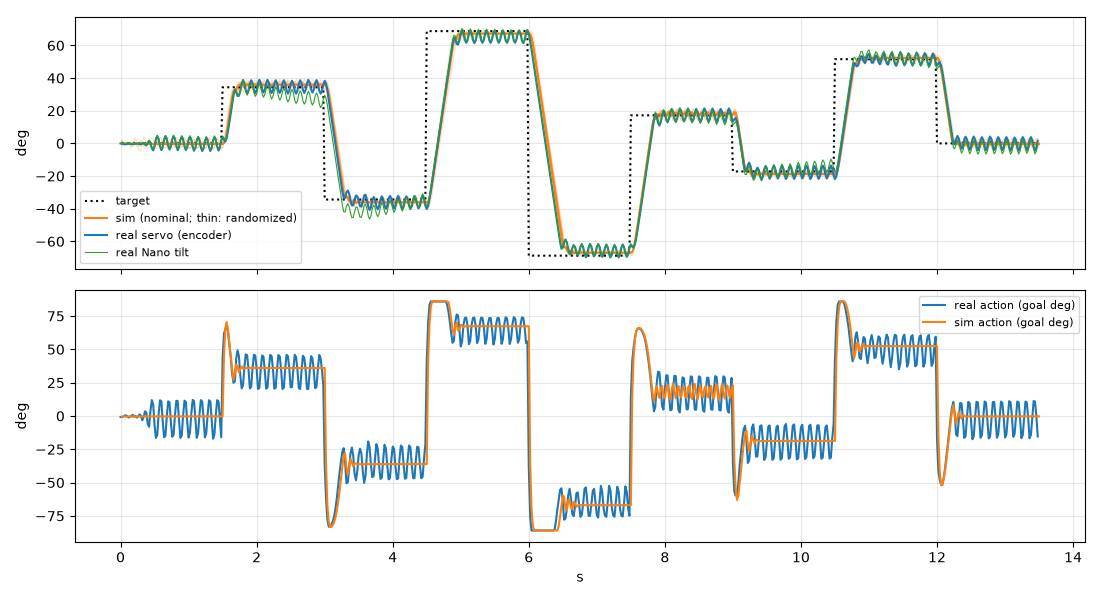 60
40
20
0
−20
−40
−60
deg
target
sim (nominal; thin: randomized)
real servo (encoder)
real Nano tilt
75
50
25
0
−25
−50
−75
deg
real action (goal deg)
sim action (goal deg)
0
2
4
6
8
10
12
14
s